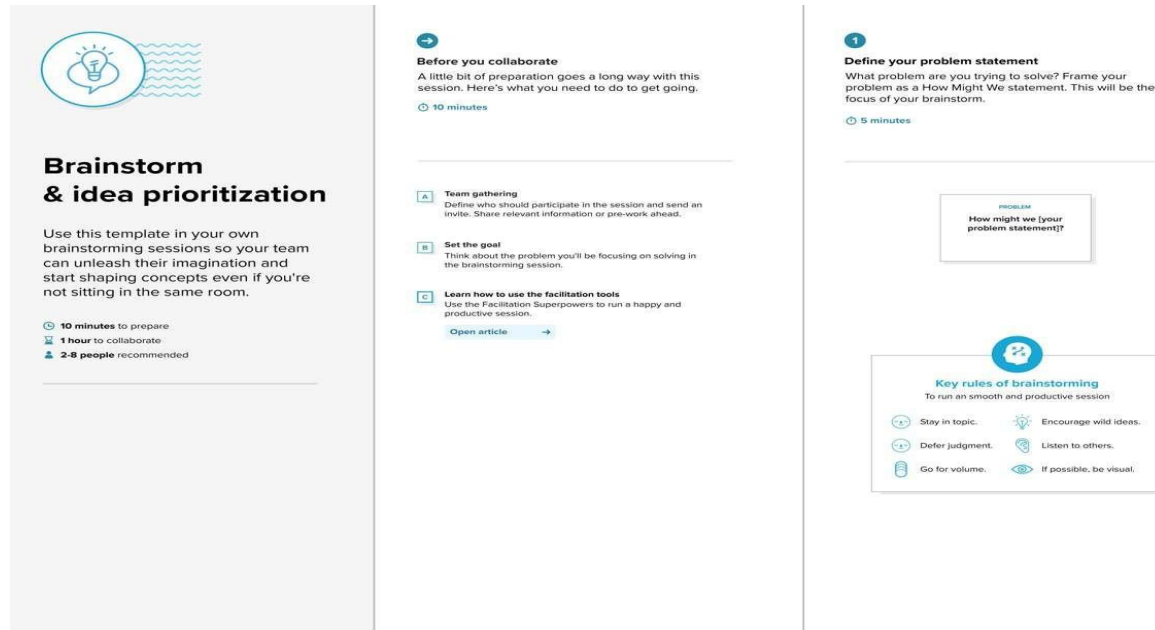 Brainstorm
& idea prioritization
Use this template in your own
brainstorming sessions so your team
can unleash their imagination and
start shaping concepts even if you're
not sitting in the same room.
10 minutes to prepare
1 hour to collaborate
2-8 people recommended
Before you collaborate
A little bit of preparation goes a long way with this
session. Here's what you need to do to get going.
10 minutes
A
Team gathering
Define who should participate in the session and send an
invite. Share relevant information or pre-work ahead.
B
Set the goal
Think about the problem you'll be focusing on solving in
the brainstorming session.
C
Learn how to use the facilitation tools
Use the Facilitation Superpowers to run a happy and
productive session.
Open article
1
Define your problem statement
What problem are you trying to solve? Frame your
problem as a How Might We statement. This will be the
focus of your brainstorm.
5 minutes
PROBLEM
How might we [your
problem statement]?
Key rules of brainstorming
To run an smooth and productive session
Stay in topic.
Encourage wild ideas.
Defer judgment.
Listen to others.
Go for volume.
If possible, be visual.